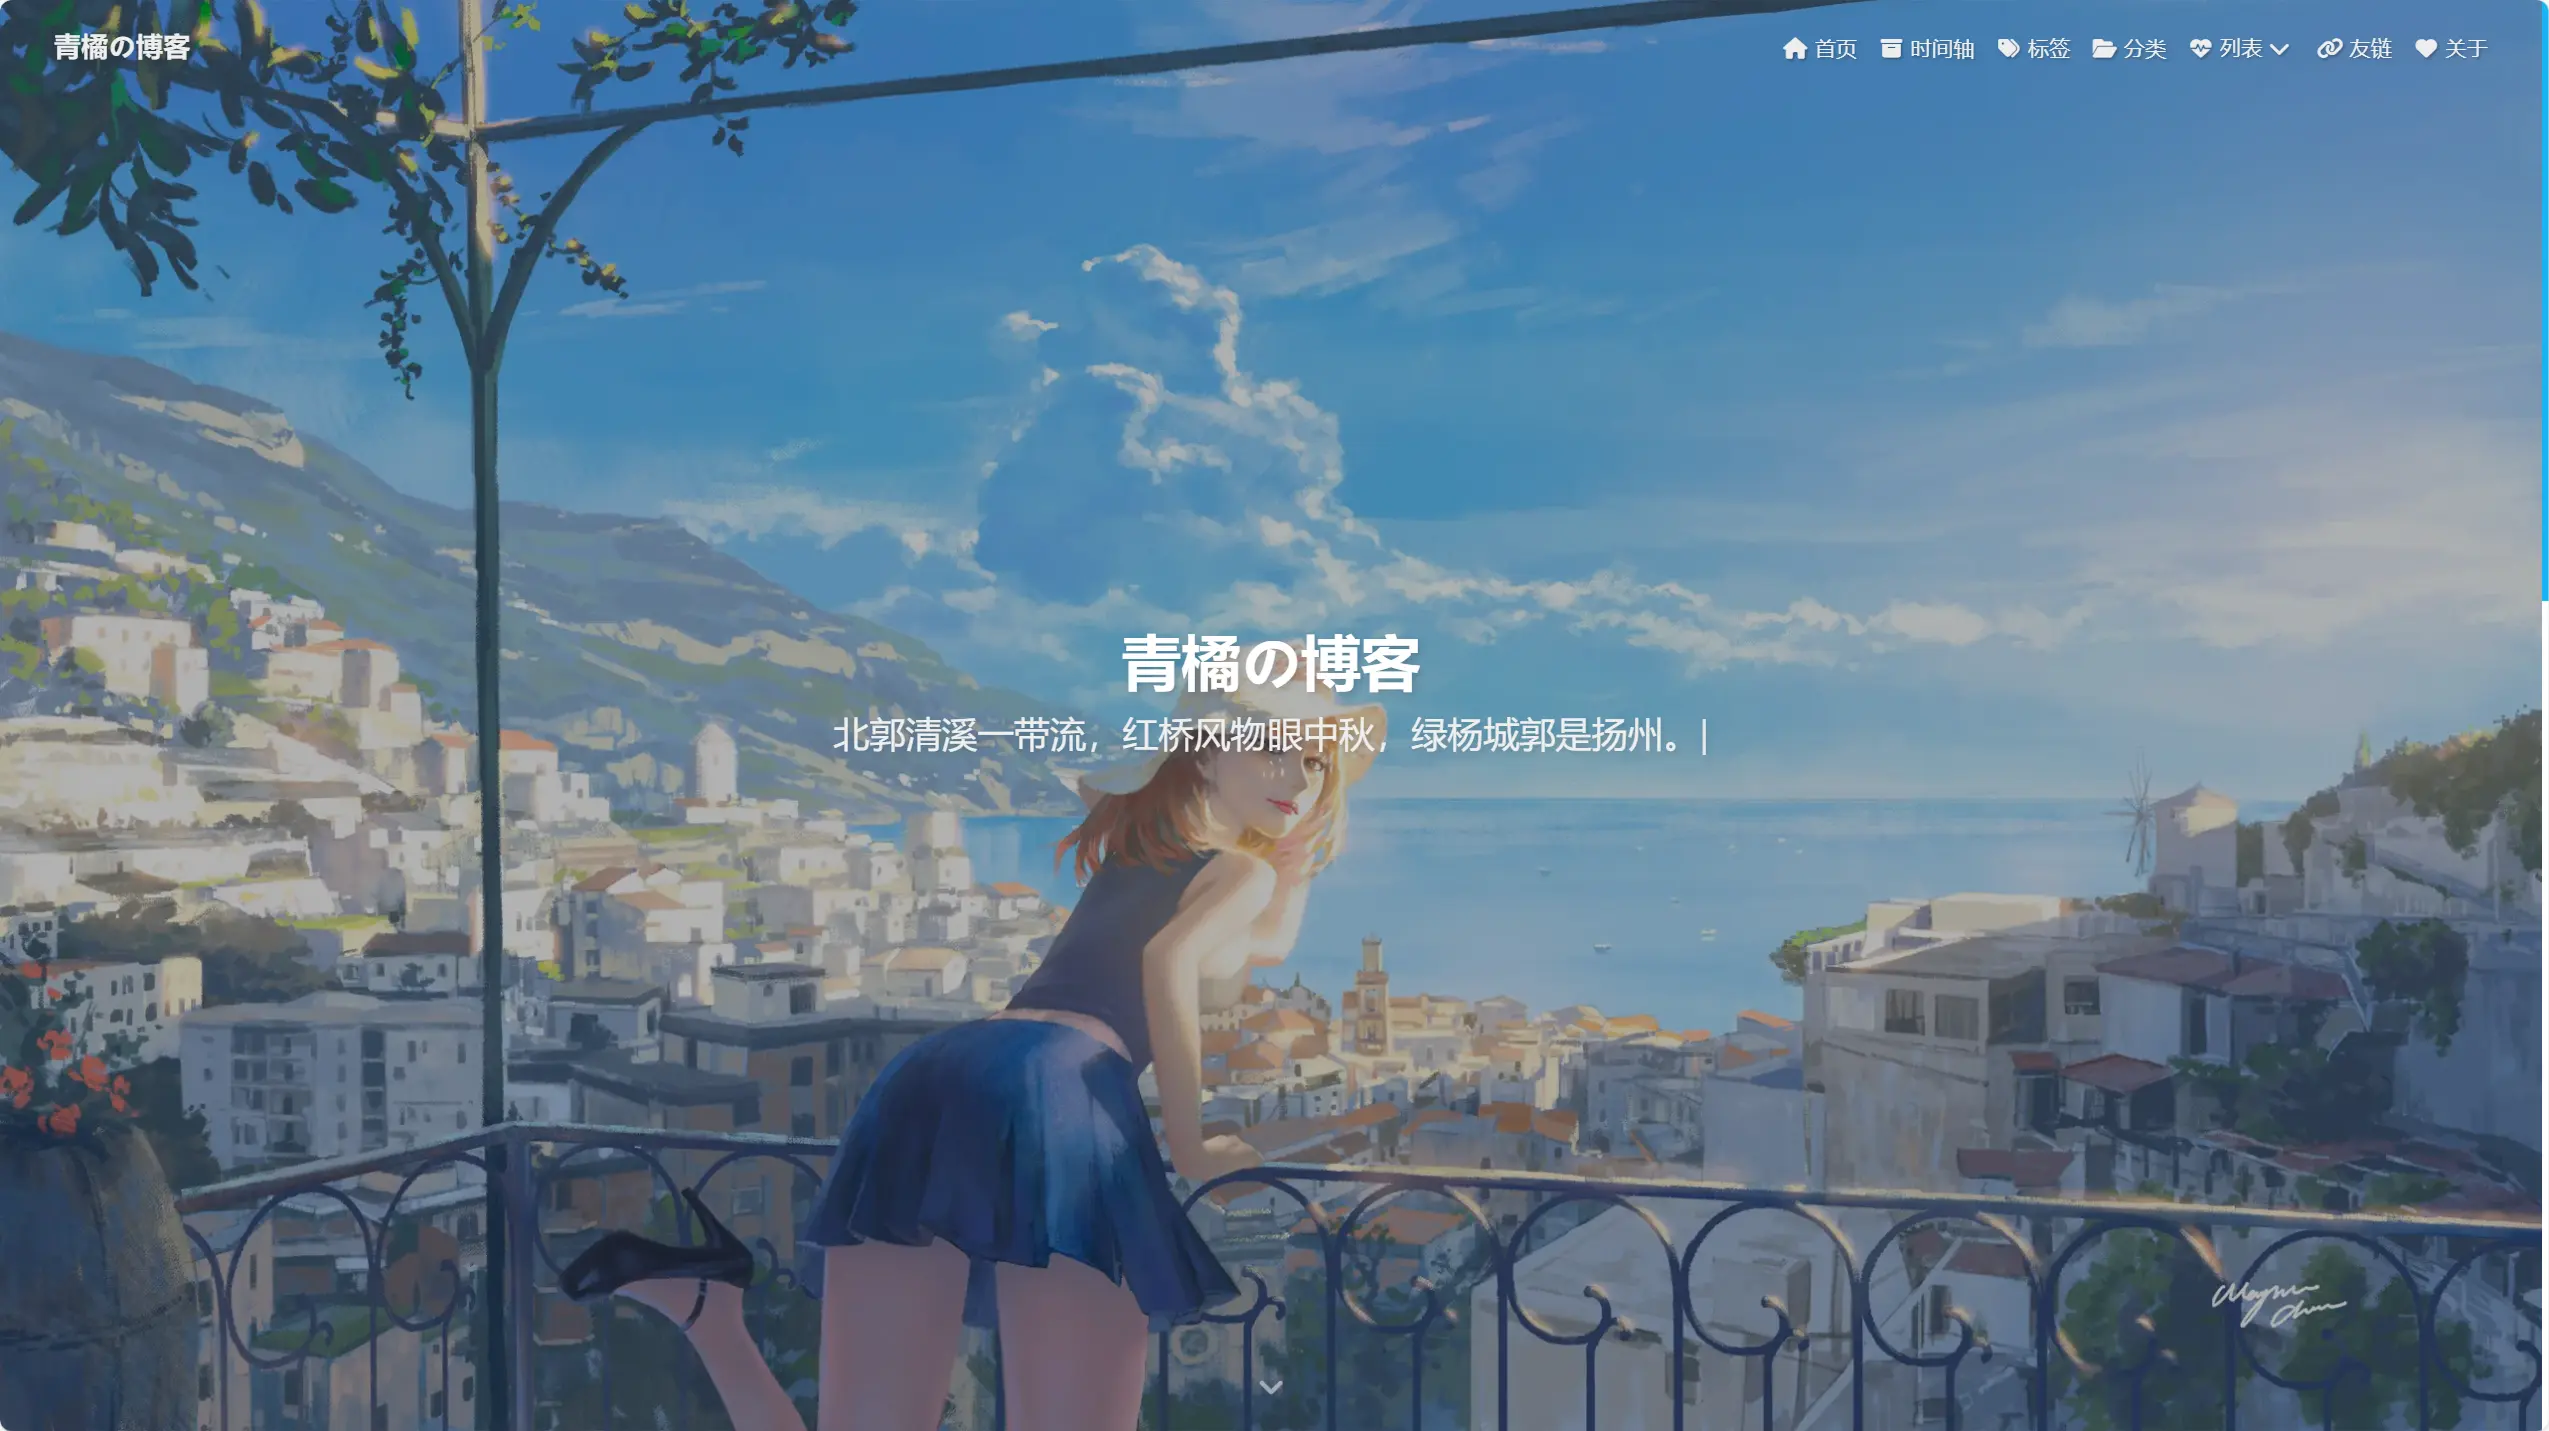 青橘の博客
首页 时间轴 标签 分类 列表 友链 关于
青橘の博客
北郭清溪一带流，红桥风物眼中秋，绿杨城郭是扬州。|